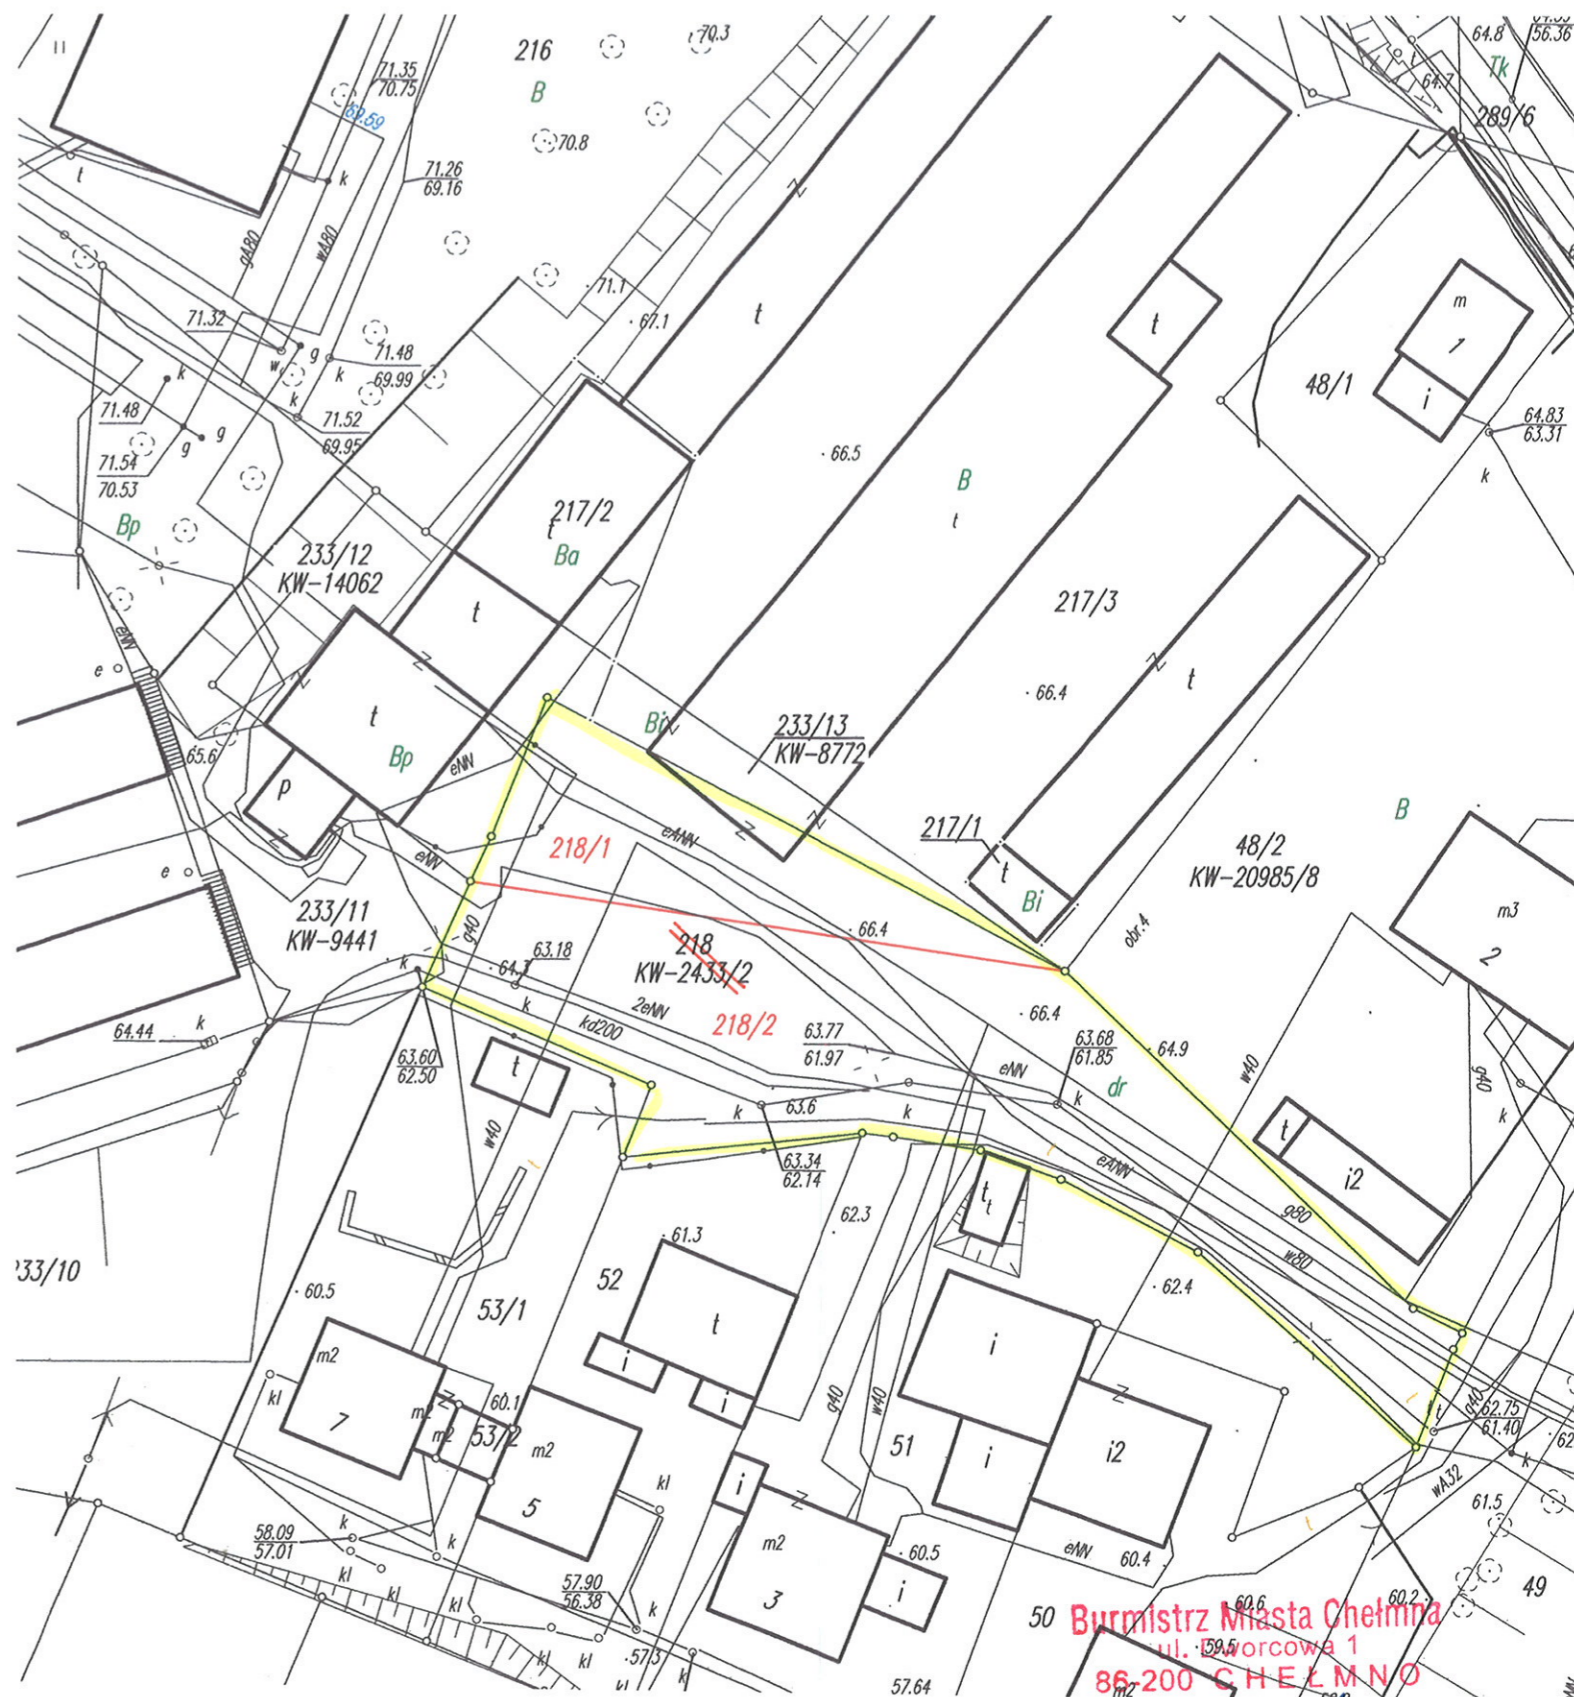 216
B
70.3
64.8
56.36
Tk
64.7
289/6
71.35
70.75
69.59
70.8
71.26
69.16
k
t
gA80
wA80
71.1
67.1
t
t
71.32
w
g
k
71.48
69.99
k
k
71.48
71.52
69.95
g
g
71.54
70.53
Bp
m
1
i
48/1
64.83
63.31
k
66.5
B
t
217/2
t
Ba
233/12
KW-14062
t
217/3
t
66.4
eNN
e
t
Bp
65.6
p
eNN
Bi
233/13
KW-8772
217/1
t
Bi
B
48/2
KW-20985/8
m3
2
218/1
eANN
eNN
e
233/11
KW-9441
g40
66.4
obr.4
218
KW-2433/2
218/2
63.18
64.3
k
k
2eNN
kd200
64.44
k
63.60
62.50
t
63.77
61.97
66.4
63.68
61.85
64.9
eNN
dr
k
w40
g40
k
w40
63.6
k
k
63.34
62.14
t
i2
eANN
g80
w80
t
t
62.3
61.3
62.4
233/10
60.5
53/1
52
t
i
i
m2
7
kl
m2
m2
60.1
53/2
m2
5
g40
w40
51
i
i
i2
g40
t
62.75
61.40
k
wA32
61.5
t
kl
i
m2
3
i
60.5
eNN
60.4
58.09
57.01
k
k
kl
kl
kl
57.90
56.38
k
kl
kl
57.3
kl
k
57.64
50
49
60.2
60.6
59.5
m2
Burmistrz Miasta Chełmna
ul. Dworcowa 1
86-200 CHEŁMNO